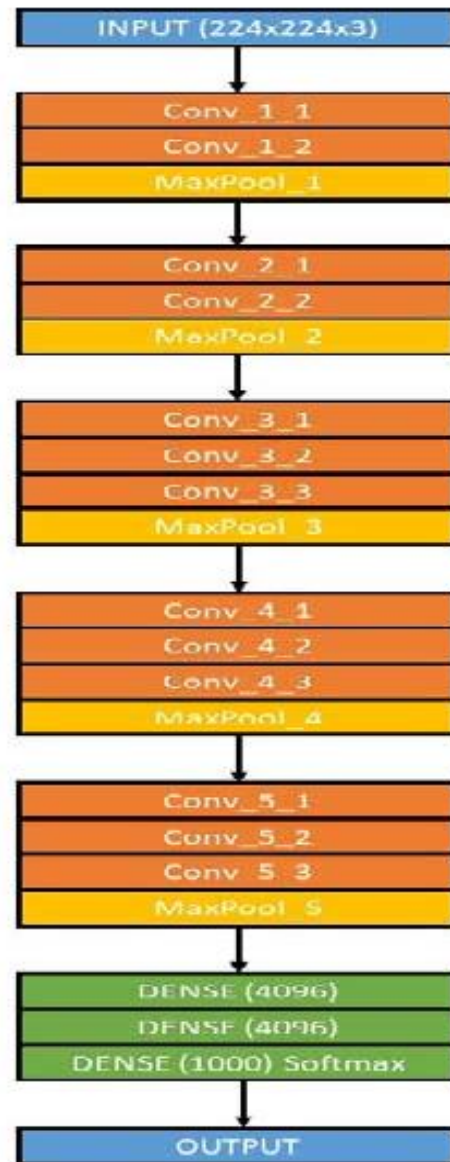 INPUT (224x224x3)
Conv_1_1
Conv_1_2
MaxPool_1
Conv_2_1
Conv_2_2
MaxPool_2
Conv_3_1
Conv_3_2
Conv_3_3
MaxPool_3
Conv_4_1
Conv_4_2
Conv_4_3
MaxPool_4
Conv_5_1
Conv_5_2
Conv_5_3
MaxPool_5
DENSE (4096)
DENSE (4096)
DENSE (1000) Softmax
OUTPUT